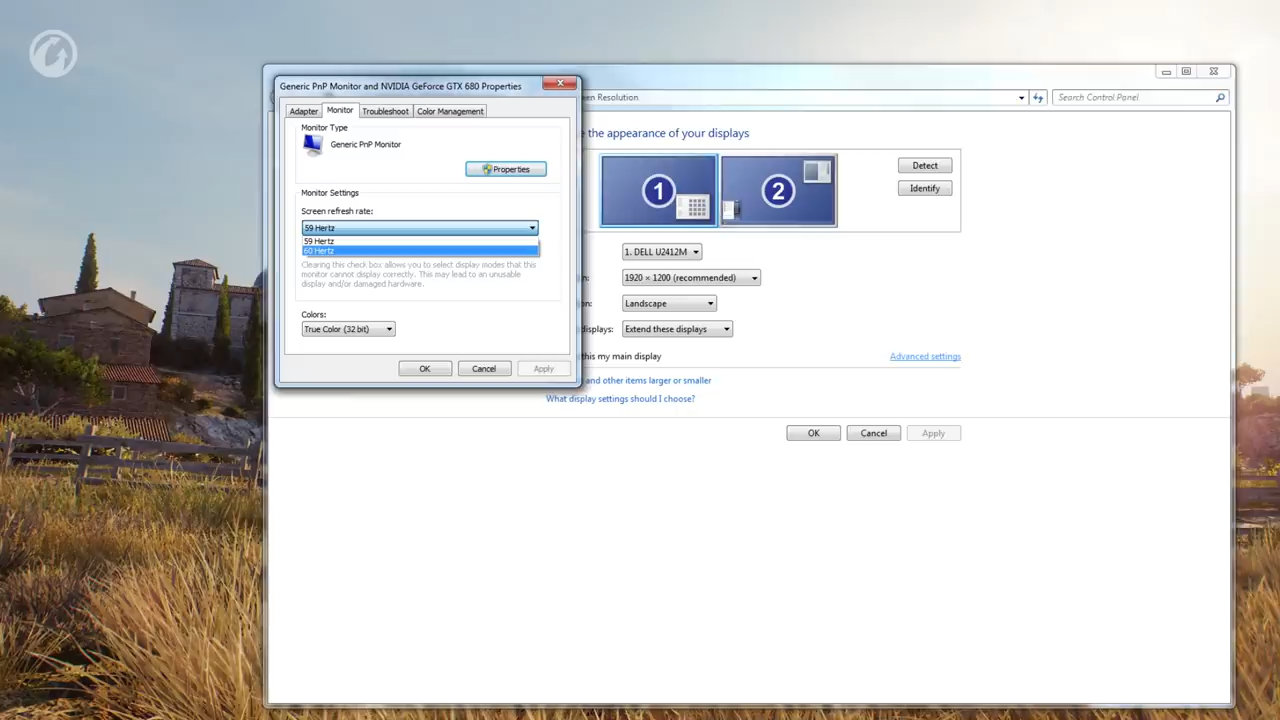 Generic PnP Monitor and NVIDIA GeForce GTX 680 Properties
Adapter Monitor Troubleshoot Color Management
Monitor Type
Generic PnP Monitor
Properties
Monitor Settings
Screen refresh rate:
59 Hertz
59 Hertz
60 Hertz
Clearing this check box allows you to select display modes that this
monitor cannot display correctly. This may lead to an unusable
display and/or damaged hardware.
Colors:
True Color (32 bit)
OK Cancel Apply
en Resolution
Search Control Panel
e the appearance of your displays
1
2
Detect
Identify
1. DELL U2412M
on: 1920 × 1200 (recommended)
on: Landscape
displays: Extend these displays
this my main display
Advanced settings
and other items larger or smaller
What display settings should I choose?
OK Cancel Apply